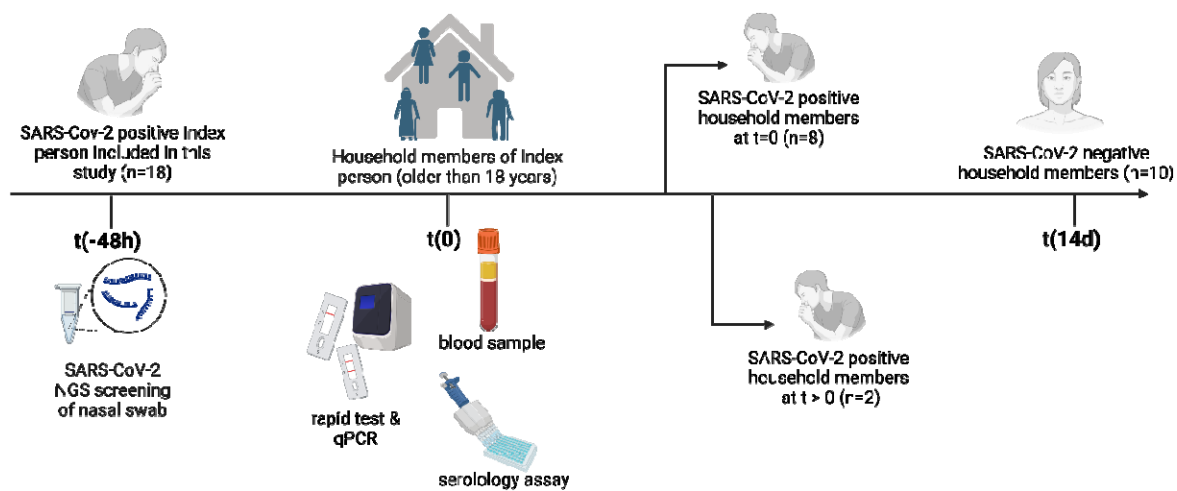 SARS-Cov-2 positive Index
person included in this
study (n=18)
t(-48h)
SARS-CoV-2
NGS screening
of nasal swab
Household members of Index
person (older than 18 years)
t(0)
rapid test &
qPCR
blood sample
serolology assay
SARS-CoV-2 positive
household members
at t=0 (n=8)
SARS-CoV-2 positive
household members
at t > 0 (n=2)
SARS-CoV-2 negative
household members (n=10)
t(14d)